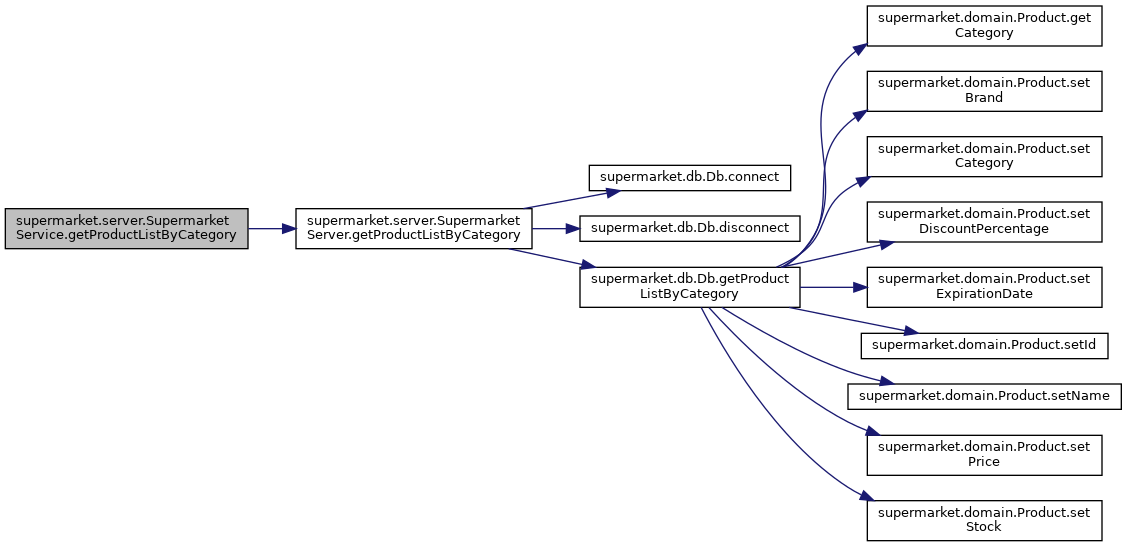 supermarket.server.Supermarket
Service.getProductListByCategory
supermarket.server.Supermarket
Server.getProductListByCategory
supermarket.db.Db.connect
supermarket.db.Db.disconnect
supermarket.db.Db.getProduct
ListByCategory
supermarket.domain.Product.get
Category
supermarket.domain.Product.set
Brand
supermarket.domain.Product.set
Category
supermarket.domain.Product.set
DiscountPercentage
supermarket.domain.Product.set
ExpirationDate
supermarket.domain.Product.setId
supermarket.domain.Product.setName
supermarket.domain.Product.set
Price
supermarket.domain.Product.set
Stock